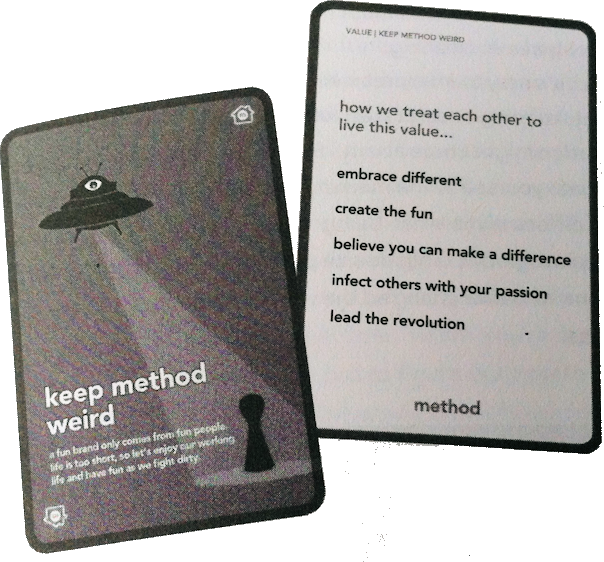 keep method
weird
a fun brand only comes from fun people.
life is too short, so let's enjoy our working
life and have fun as we fight dirty.
VALUE | KEEP METHOD WEIRD
how we treat each other to
live this value...
embrace different
create the fun
believe you can make a difference
infect others with your passion
lead the revolution
method